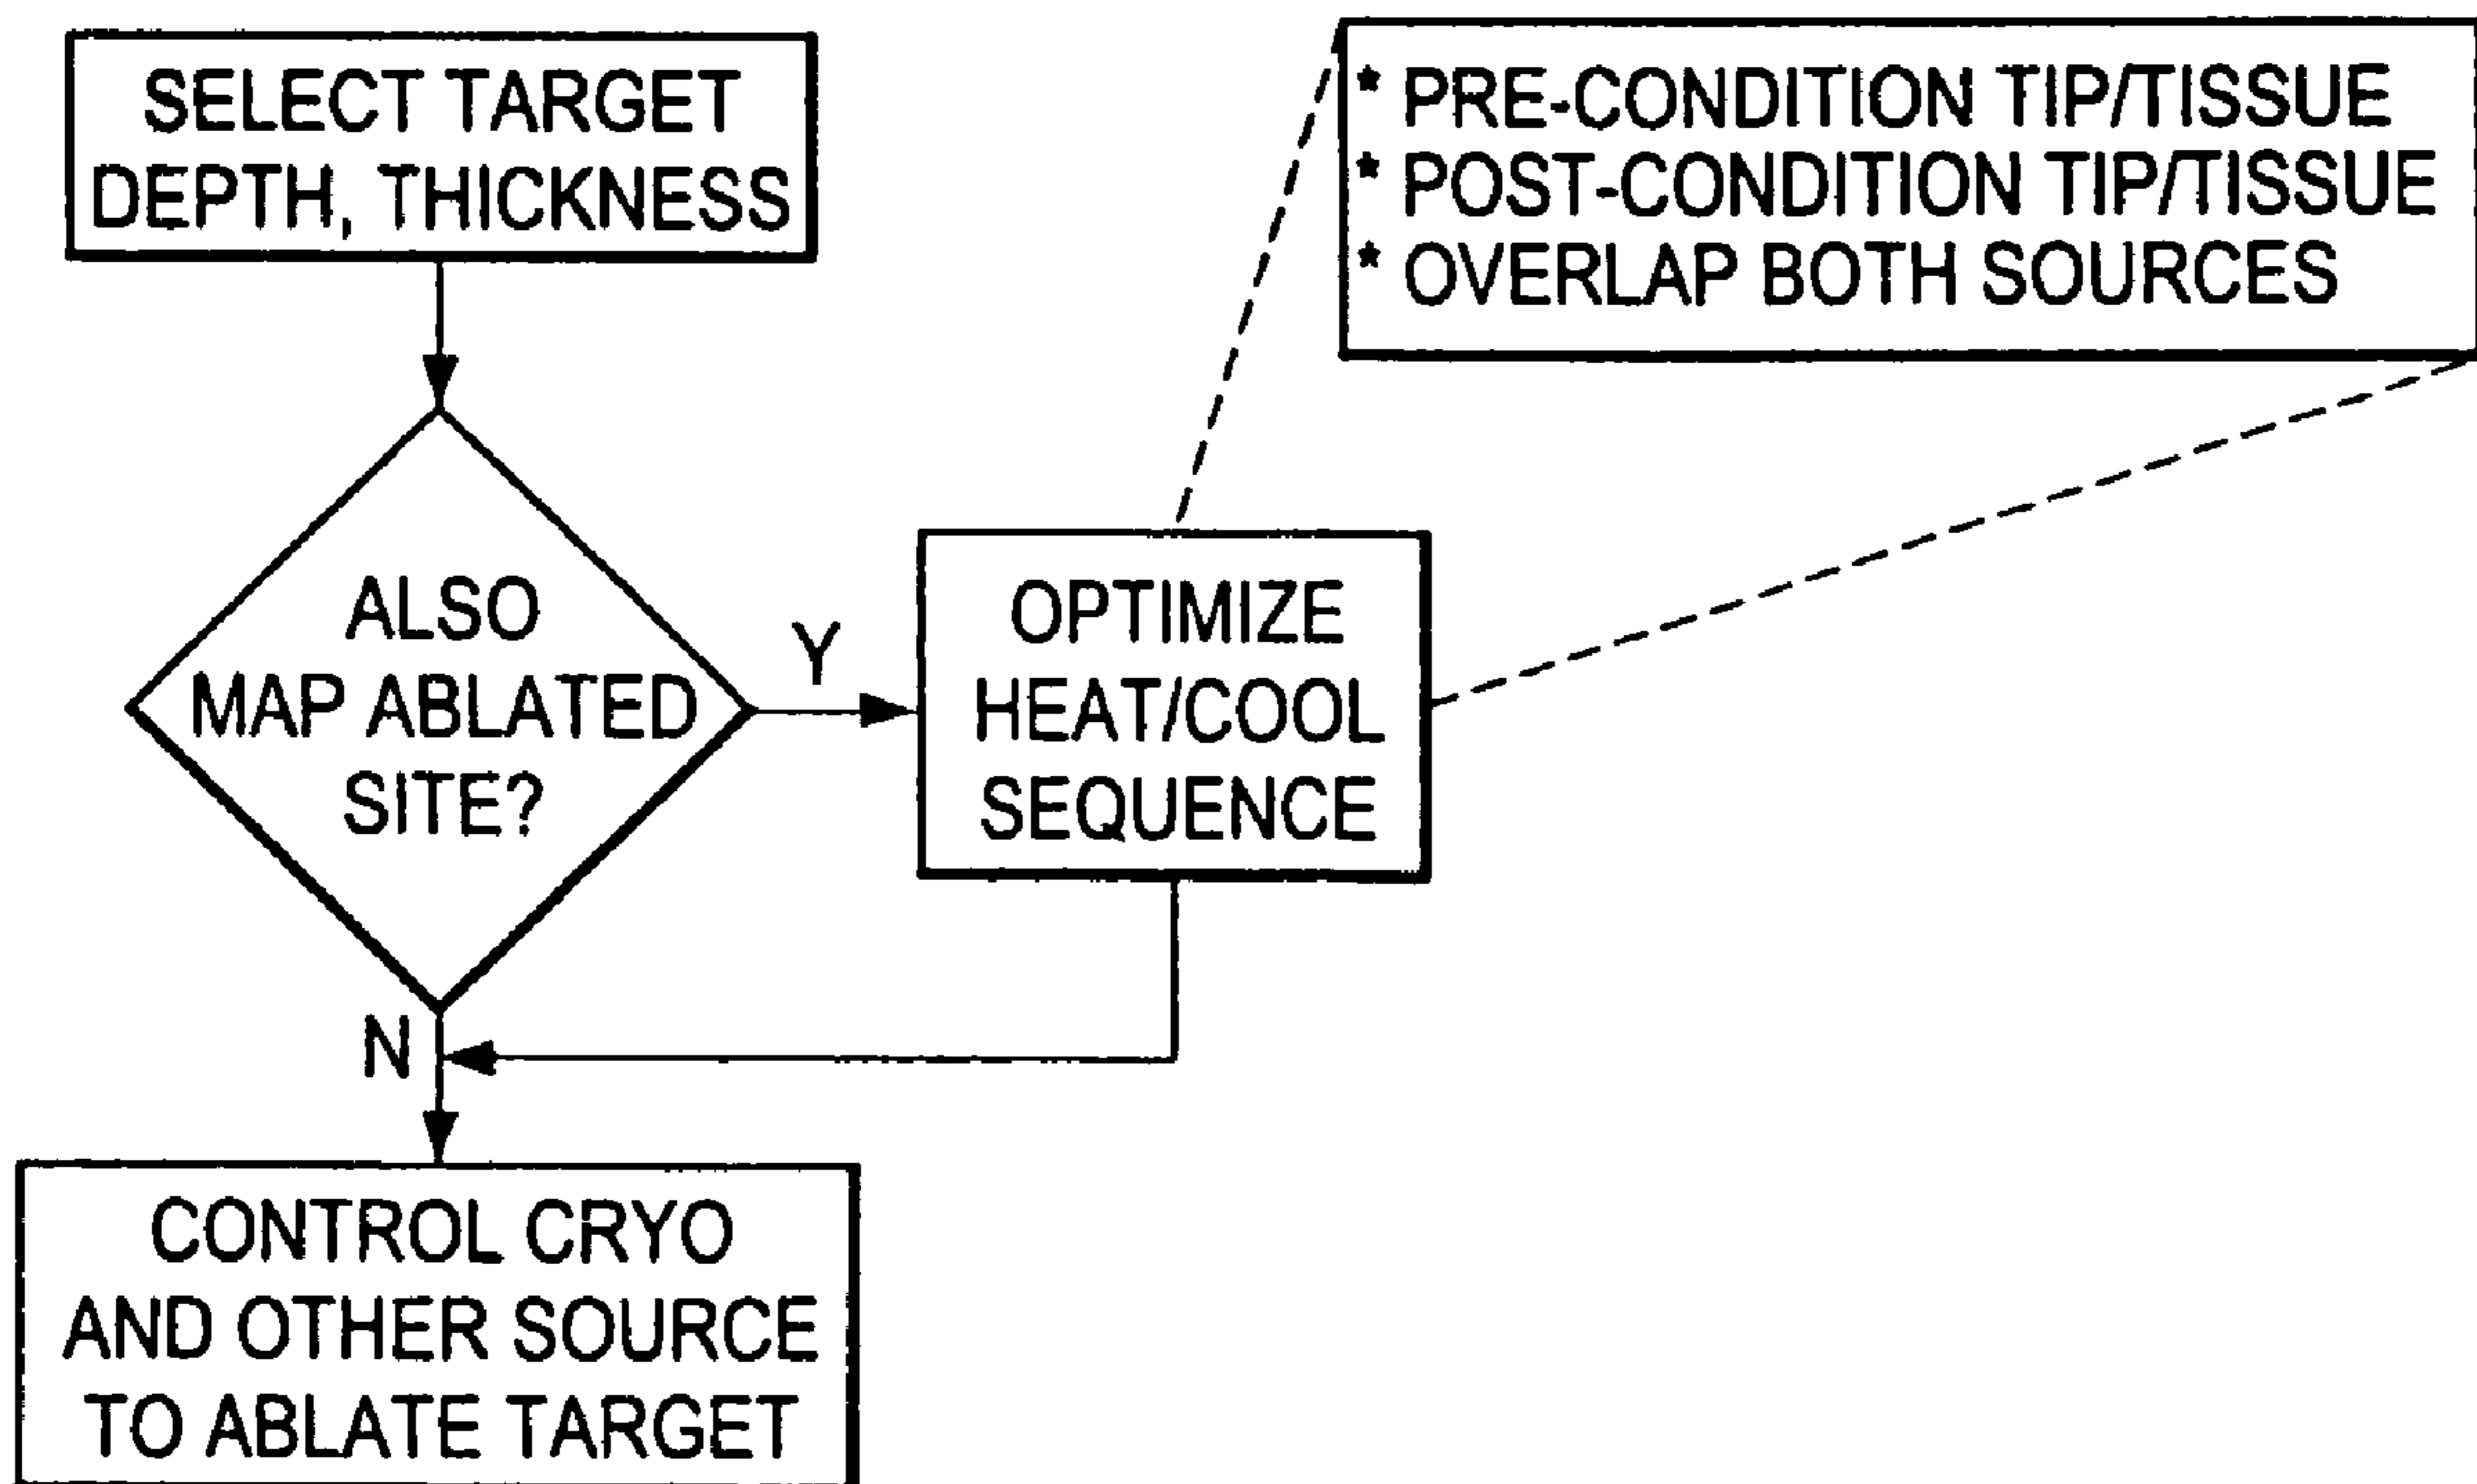 SELECT TARGET
DEPTH, THICKNESS
* PRE-CONDITION TIP/TISSUE
* POST-CONDITION TIP/TISSUE
* OVERLAP BOTH SOURCES
ALSO
MAP ABLATED
SITE?
Y
OPTIMIZE
HEAT/COOL
SEQUENCE
N
CONTROL CRYO
AND OTHER SOURCE
TO ABLATE TARGET